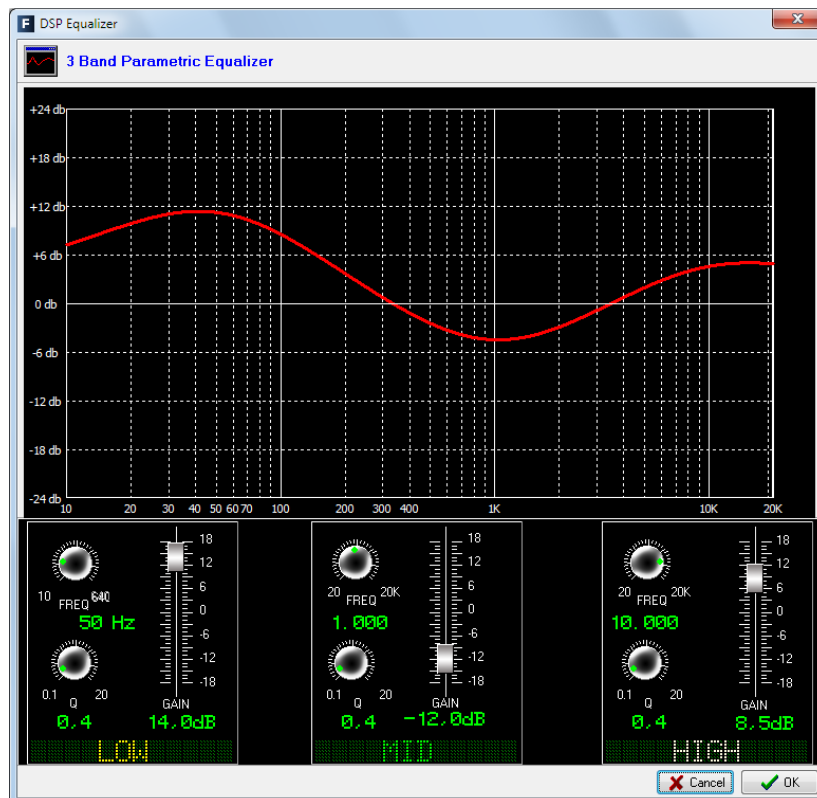 F DSP Equalizer x
3 Band Parametric Equalizer
+24 db
+18 db
+12 db
+6 db
0 db
-6 db
-12 db
-18 db
-24 db
10 20 30 40 50 60 70 100 200 300 400 1K 10K 20K
10 640
FREQ
50 Hz
0.1 20
Q
0,4
18
12
6
0
-6
-12
-18
GAIN
14,0dB
LOW
20 20K
FREQ
1.000
0.1 20
Q
0,4
18
12
6
0
-6
-12
-18
GAIN
-12,0dB
MID
20 20K
FREQ
10.000
0.1 20
Q
0,4
18
12
6
0
-6
-12
-18
GAIN
8,5dB
HIGH
Cancel OK